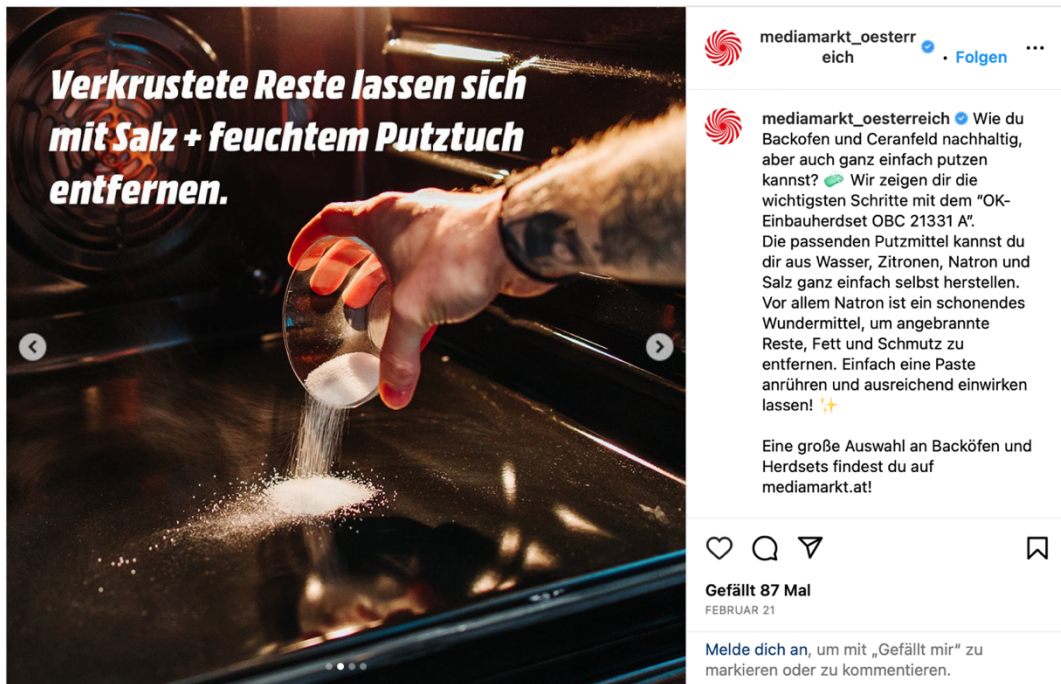 Verkrustete Reste lassen sich
mit Salz + feuchtem Putztuch
entfernen.
mediamarkt_oesterr
eich
• Folgen
mediamarkt_oesterreich Wie du
Backofen und Ceranfeld nachhaltig,
aber auch ganz einfach putzen
kannst? 🧼 Wir zeigen dir die
wichtigsten Schritte mit dem “OK-
Einbauherdset OBC 21331 A”.
Die passenden Putzmittel kannst du
dir aus Wasser, Zitronen, Natron und
Salz ganz einfach selbst herstellen.
Vor allem Natron ist ein schonendes
Wundermittel, um angebrannte
Reste, Fett und Schmutz zu
entfernen. Einfach eine Paste
anrühren und ausreichend einwirken
lassen! ✨
Eine große Auswahl an Backöfen und
Herdsets findest du auf
mediamarkt.at!
Gefällt 87 Mal
FEBRUAR 21
Melde dich an, um mit „Gefällt mir“ zu
markieren oder zu kommentieren.